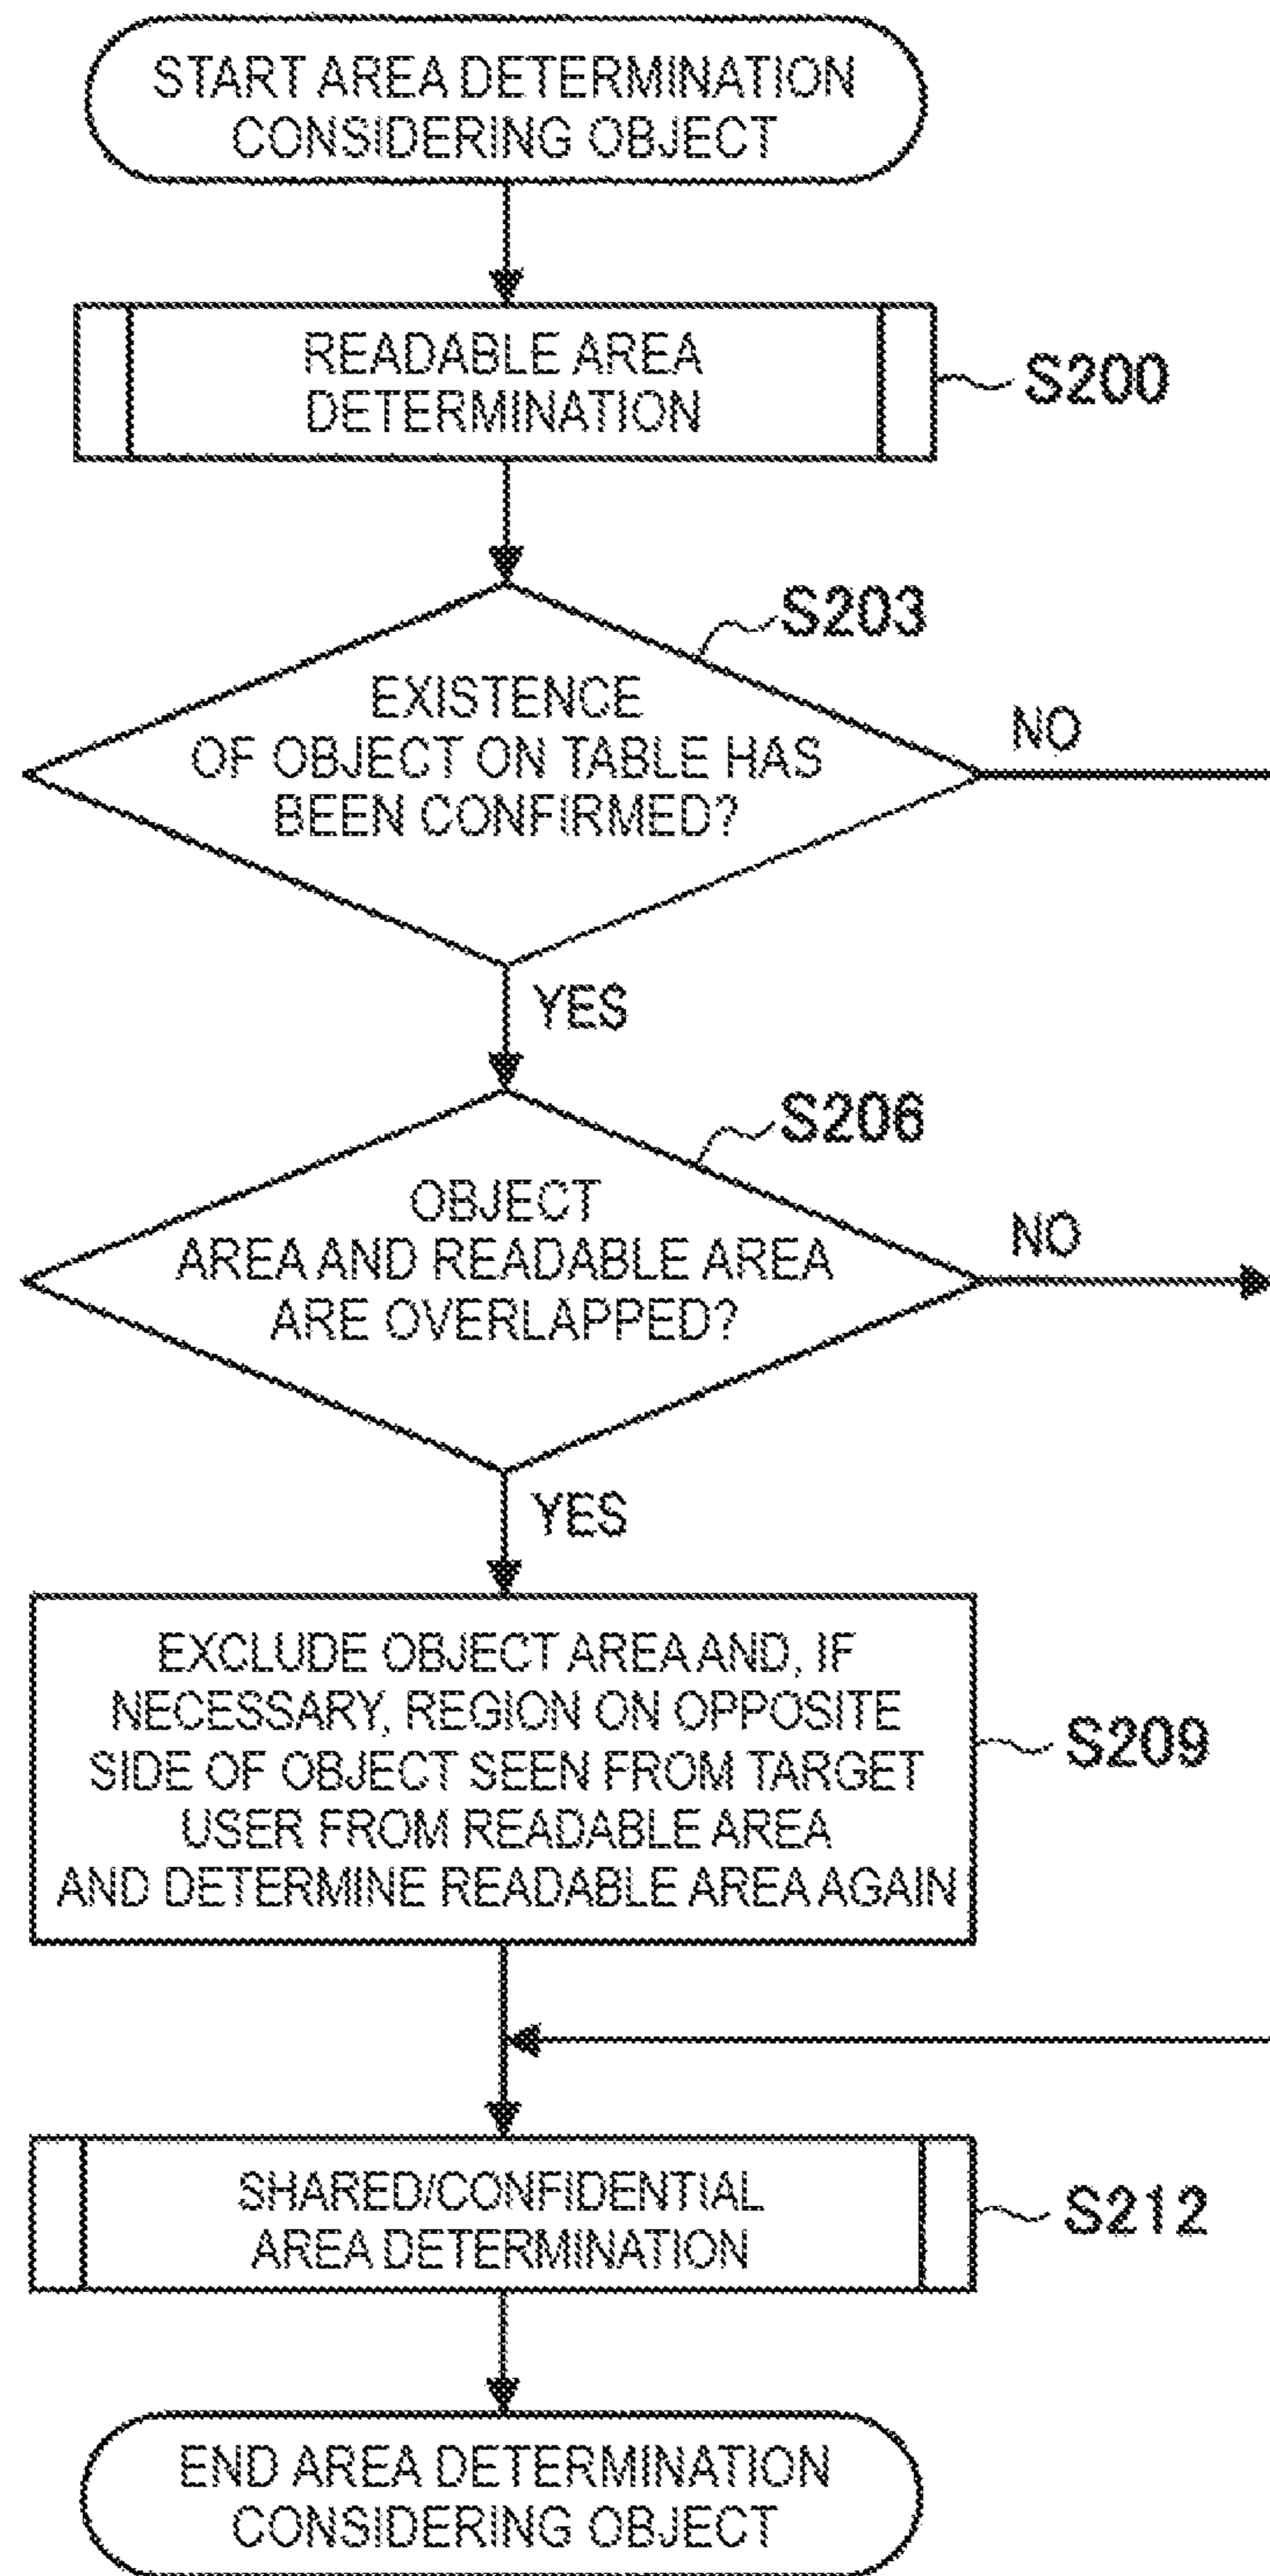 START AREA DETERMINATION
CONSIDERING OBJECT
READABLE AREA
DETERMINATION
S200
S203
EXISTENCE
OF OBJECT ON TABLE HAS
BEEN CONFIRMED?
NO
YES
S206
OBJECT
AREA AND READABLE AREA
ARE OVERLAPPED?
NO
YES
EXCLUDE OBJECT AREA AND, IF
NECESSARY, REGION ON OPPOSITE
SIDE OF OBJECT SEEN FROM TARGET
USER FROM READABLE AREA
AND DETERMINE READABLE AREA AGAIN
S209
SHARED/CONFIDENTIAL
AREA DETERMINATION
S212
END AREA DETERMINATION
CONSIDERING OBJECT